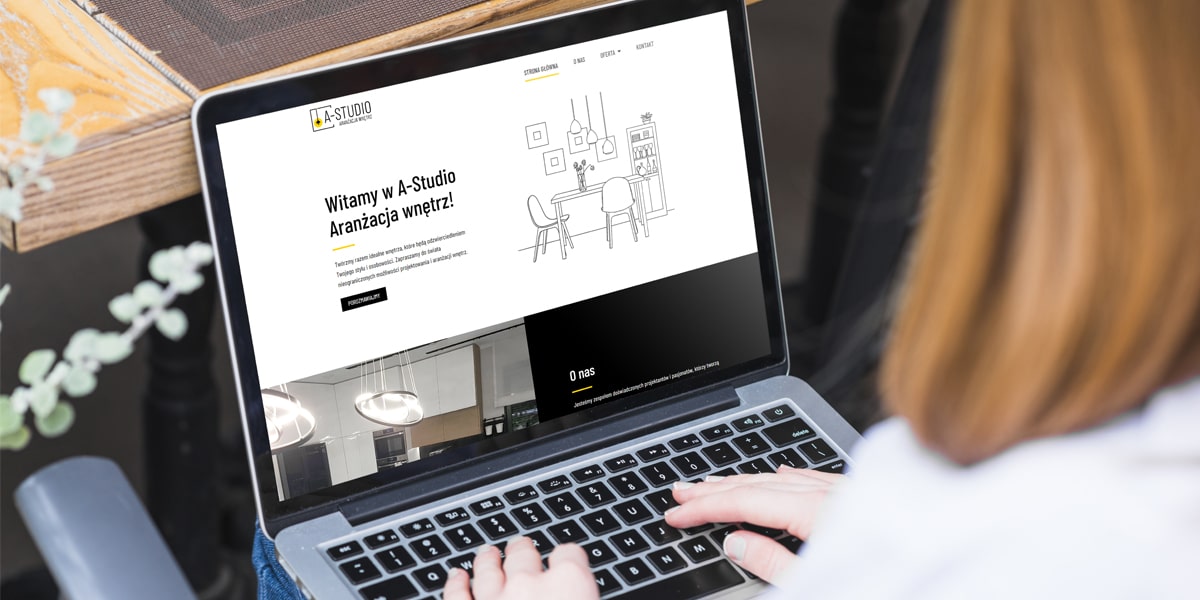 A-STUDIO
ARANŻACJA WNĘTRZ
STRONA GŁÓWNA
O NAS
OFERTA
KONTAKT
Witamy w A-Studio
Aranżacja wnętrz!
Tworzymy razem idealne wnętrza, które będą odzwierciedleniem
Twojego stylu i osobowości. Zapraszamy do świata
nieograniczonych możliwości projektowania i aranżacji wnętrz.
POROZMAWIAJMY
O nas
Jesteśmy zespołem doświadczonych projektantów i pasjonatów, którzy tworzą
esc
delete